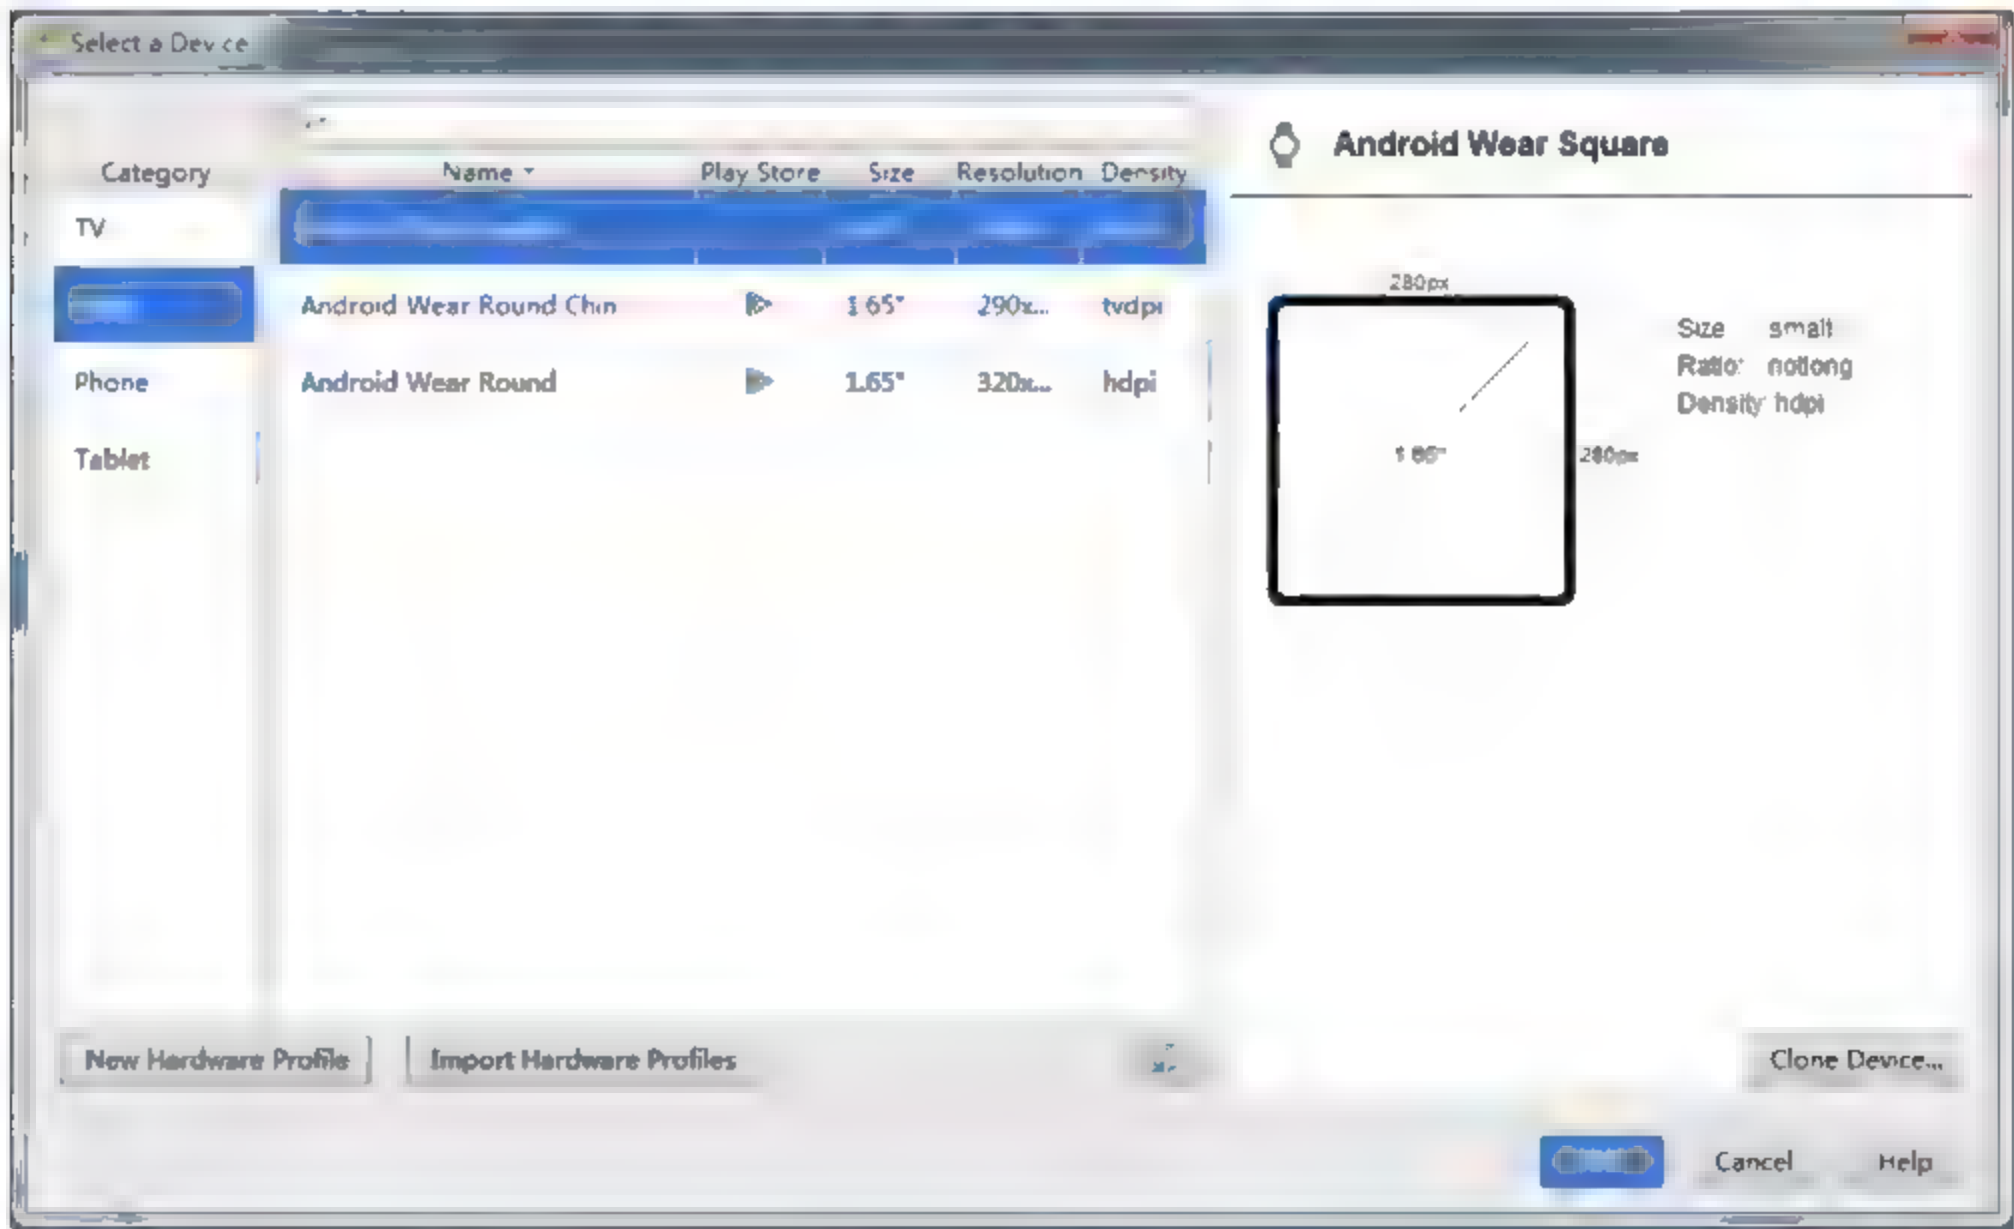 Select a Device
Category
Name
Play Store
Size
Resolution
Density
TV
Phone
Tablet
Android Wear Round Chin 1.65" 290x... tvdpi
Android Wear Round 1.65" 320x... hdpi
Android Wear Square
280px
1.65"
280px
Size small
Ratio: notlong
Density: hdpi
New Hardware Profile
Import Hardware Profiles
Clone Device...
Cancel
Help